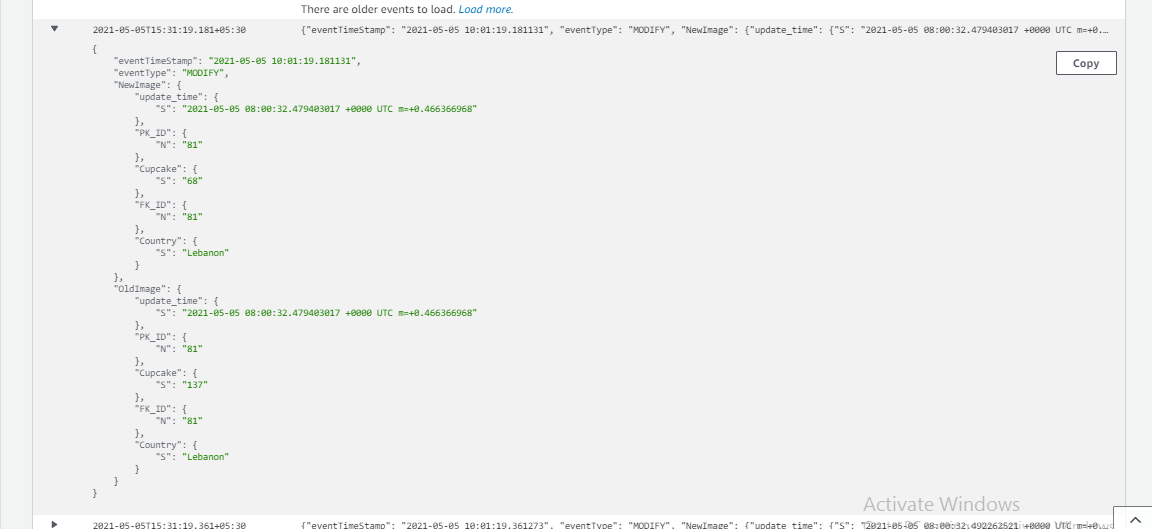 There are older events to load. Load more.
2021-05-05T15:31:19.181+05:30 {"eventTimeStamp": "2021-05-05 10:01:19.181131", "eventType": "MODIFY", "NewImage": {"update_time": {"S": "2021-05-05 08:00:32.479403017 +0000 UTC m=+0....
{
"eventTimeStamp": "2021-05-05 10:01:19.181131",
"eventType": "MODIFY",
"NewImage": {
"update_time": {
"S": "2021-05-05 08:00:32.479403017 +0000 UTC m=+0.466366968"
},
"PK_ID": {
"N": "81"
},
"Cupcake": {
"S": "68"
},
"FK_ID": {
"N": "81"
},
"Country": {
"S": "Lebanon"
}
},
"OldImage": {
"update_time": {
"S": "2021-05-05 08:00:32.479403017 +0000 UTC m=+0.466366968"
},
"PK_ID": {
"N": "81"
},
"Cupcake": {
"S": "137"
},
"FK_ID": {
"N": "81"
},
"Country": {
"S": "Lebanon"
}
}
}
Copy
Activate Windows
2021-05-05T15:31:19.361+05:30 {"eventTimeStamp": "2021-05-05 10:01:19.361273", "eventType": "MODIFY", "NewImage": {"update_time": {"S": "2021-05-05 08:00:32.492262521 +0000 UTC m=+0....